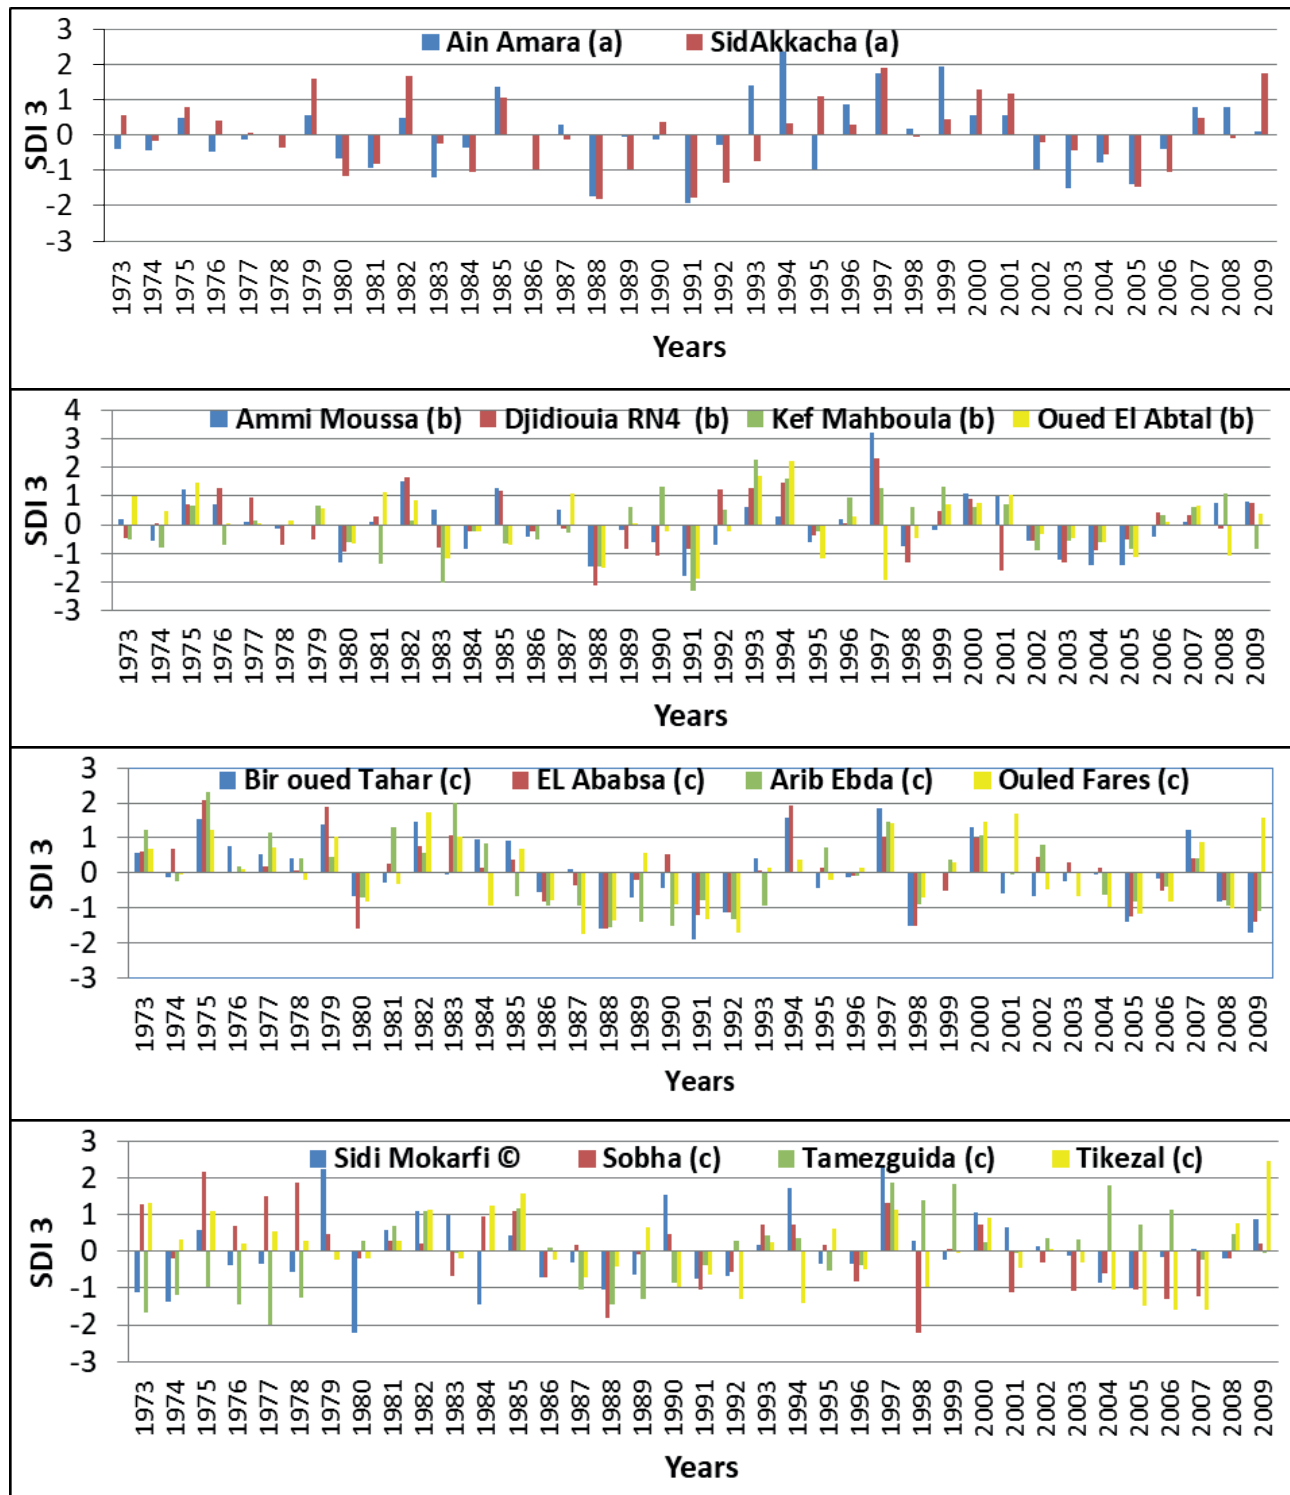 3
Ain Amara (a) SidAkkacha (a)
2
1
0
-1
-2
-3
SDI 3
1973 1974 1975 1976 1977 1978 1979 1980 1981 1982 1983 1984 1985 1986 1987 1988 1989 1990 1991 1992 1993 1994 1995 1996 1997 1998 1999 2000 2001 2002 2003 2004 2005 2006 2007 2008 2009
Years
4
Ammi Moussa (b) Djidiouia RN4 (b) Kef Mahboula (b) Oued El Abtal (b)
3
2
1
0
-1
-2
-3
SDI 3
1973 1974 1975 1976 1977 1978 1979 1980 1981 1982 1983 1984 1985 1986 1987 1988 1989 1990 1991 1992 1993 1994 1995 1996 1997 1998 1999 2000 2001 2002 2003 2004 2005 2006 2007 2008 2009
Years
3
Bir oued Tahar (c) EL Ababsa (c) Arib Ebda (c) Ouled Fares (c)
2
1
0
-1
-2
-3
SDI 3
1973 1974 1975 1976 1977 1978 1979 1980 1981 1982 1983 1984 1985 1986 1987 1988 1989 1990 1991 1992 1993 1994 1995 1996 1997 1998 1999 2000 2001 2002 2003 2004 2005 2006 2007 2008 2009
Years
3
Sidi Mokarfi © Sobha (c) Tamezguida (c) Tikezal (c)
2
1
0
-1
-2
-3
SDI 3
1973 1974 1975 1976 1977 1978 1979 1980 1981 1982 1983 1984 1985 1986 1987 1988 1989 1990 1991 1992 1993 1994 1995 1996 1997 1998 1999 2000 2001 2002 2003 2004 2005 2006 2007 2008 2009
Years